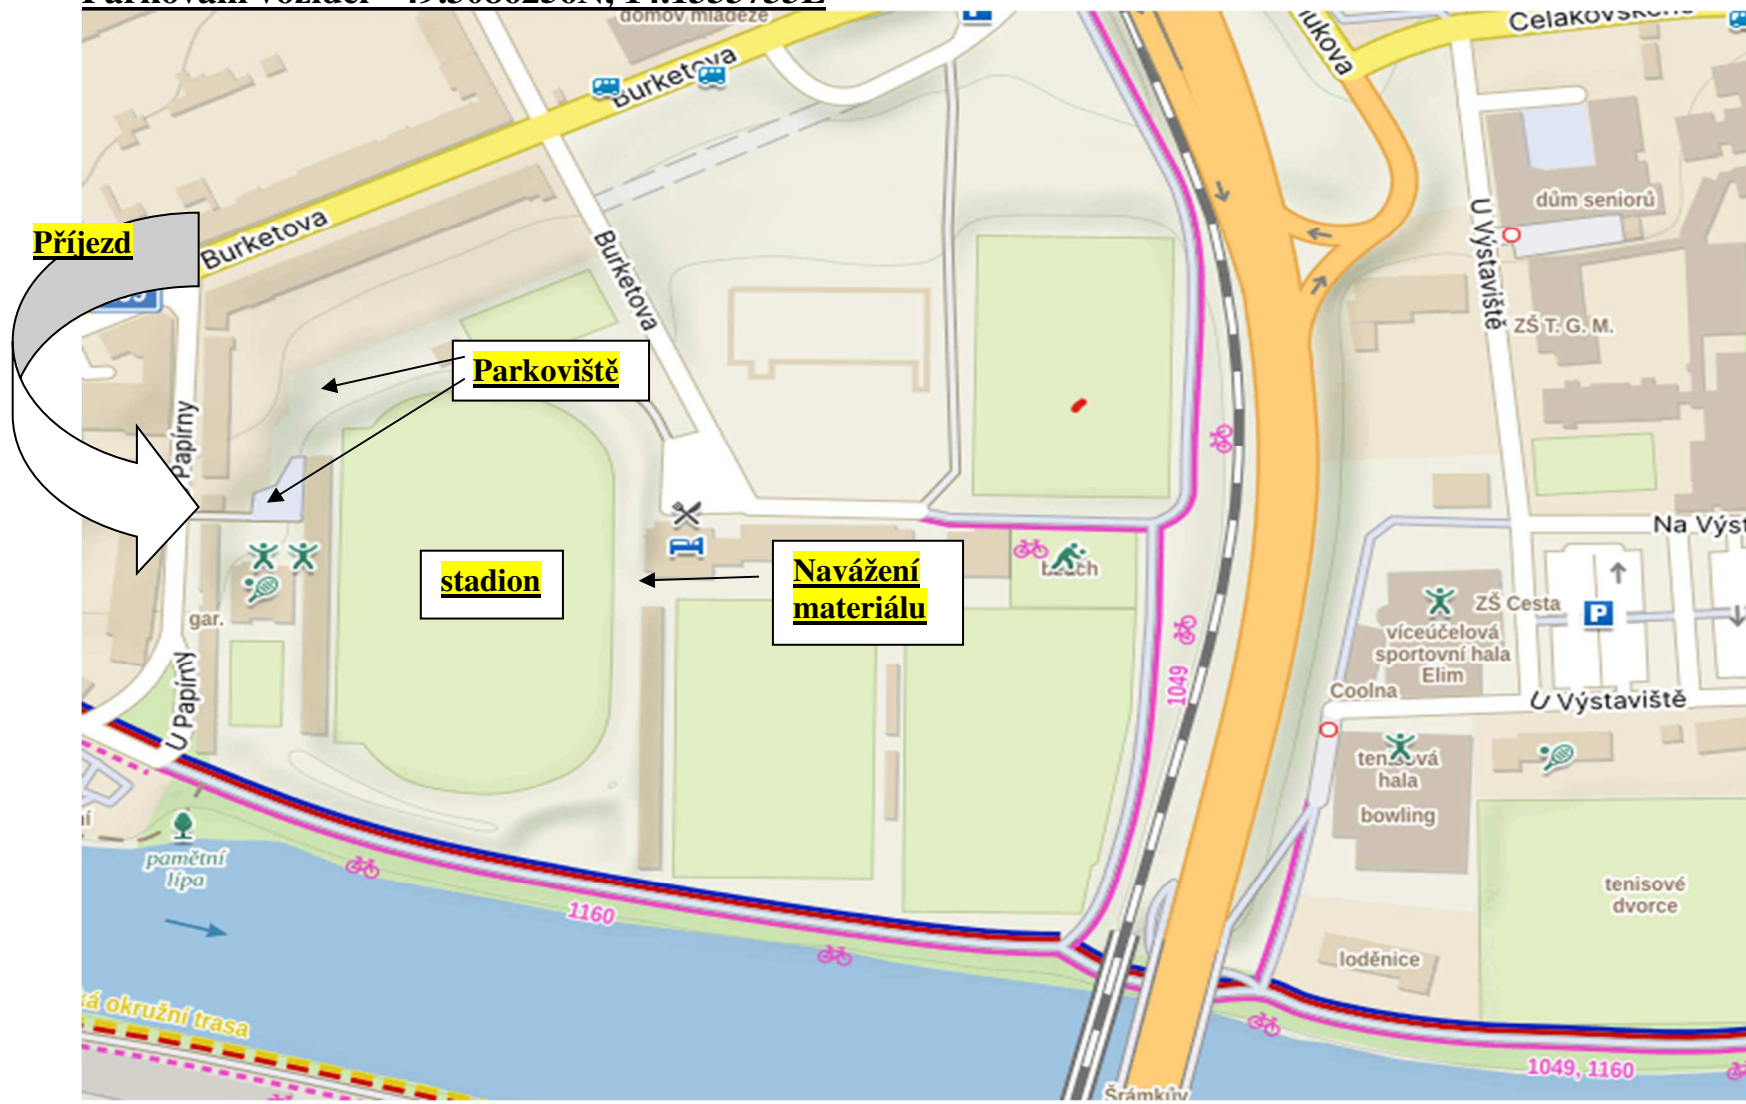 domov mládeže
Čelakovského
Burketova
Burketova
Burketova
Příjezd
dům seniorů
U Výstaviště
ZŠ T. G. M.
Parkoviště
U Papírny
stadion
Navážení
materiálu
beach
gar.
U Papírny
1049
Na Výst
ZŠ Cesta
P
víceúčelová
sportovní hala
Elim
Coolna
U Výstaviště
tenisová
hala
bowling
pamětní
lípa
1160
tenisové
dvorce
loděnice
ká okružní trasa
1049, 1160
Šrámkův